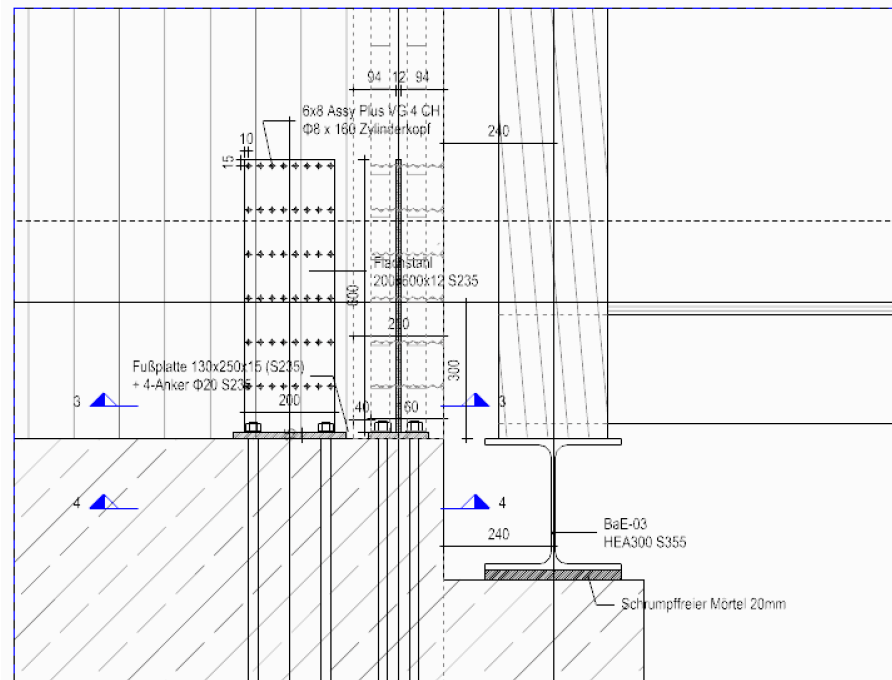 94 12 94
6x8 Assy Plus VG 4 CH
Φ8 x 160 Zylinderkopf
240
10
15
Flachstahl
200x600x12 S235
600
250
300
Fußplatte 130x250x15 (S235)
+ 4-Anker Φ20 S235
3
200
40
60
3
4
4
240
BaE-03
HEA300 S355
Schrumpffreier Mörtel 20mm